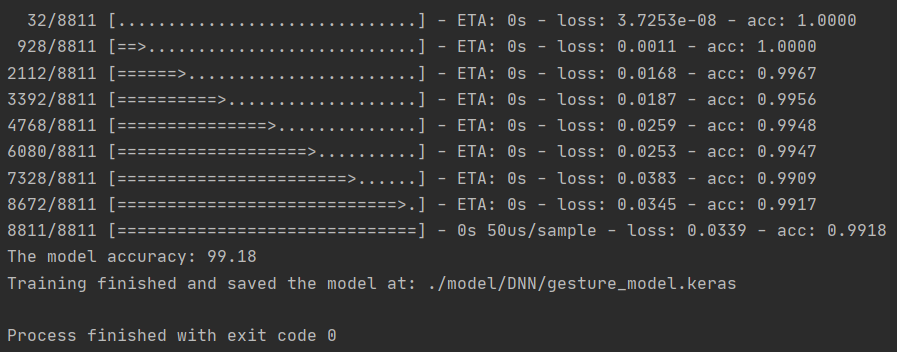 32/8811 [..............................] - ETA: 0s - loss: 3.7253e-08 - acc: 1.0000
928/8811 [==>...........................] - ETA: 0s - loss: 0.0011 - acc: 1.0000
2112/8811 [======>.......................] - ETA: 0s - loss: 0.0168 - acc: 0.9967
3392/8811 [==========>...................] - ETA: 0s - loss: 0.0187 - acc: 0.9956
4768/8811 [===============>..............] - ETA: 0s - loss: 0.0259 - acc: 0.9948
6080/8811 [===================>..........] - ETA: 0s - loss: 0.0253 - acc: 0.9947
7328/8811 [=======================>......] - ETA: 0s - loss: 0.0383 - acc: 0.9909
8672/8811 [============================>.] - ETA: 0s - loss: 0.0345 - acc: 0.9917
8811/8811 [==============================] - 0s 50us/sample - loss: 0.0339 - acc: 0.9918
The model accuracy: 99.18
Training finished and saved the model at: ./model/DNN/gesture_model.keras
Process finished with exit code 0